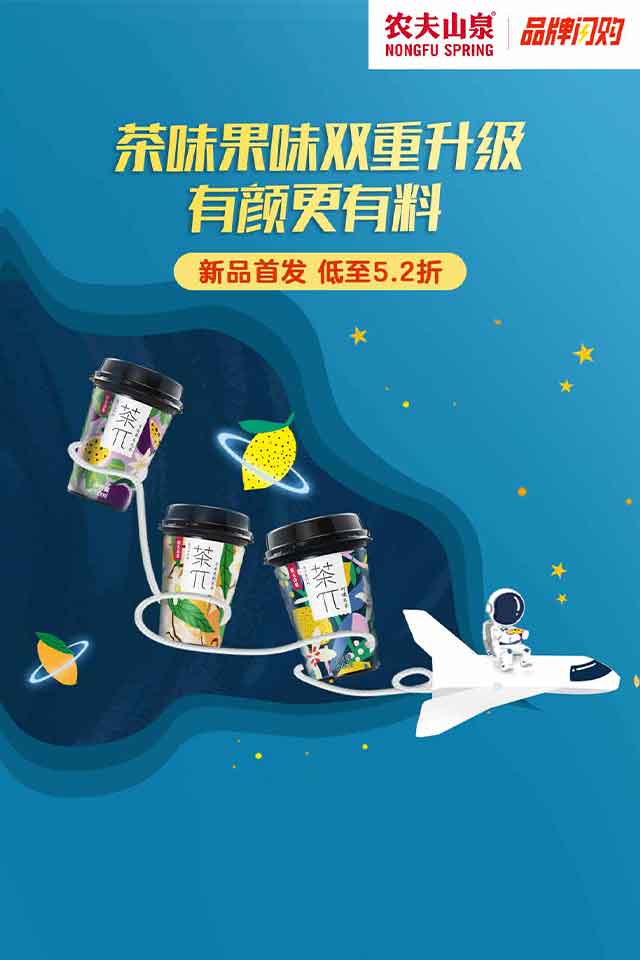 农夫山泉
NONGFU SPRING
品牌闪购
茶味果味双重升级
有颜更有料
新品首发 低至5.2折
茶π
茶π
茶π